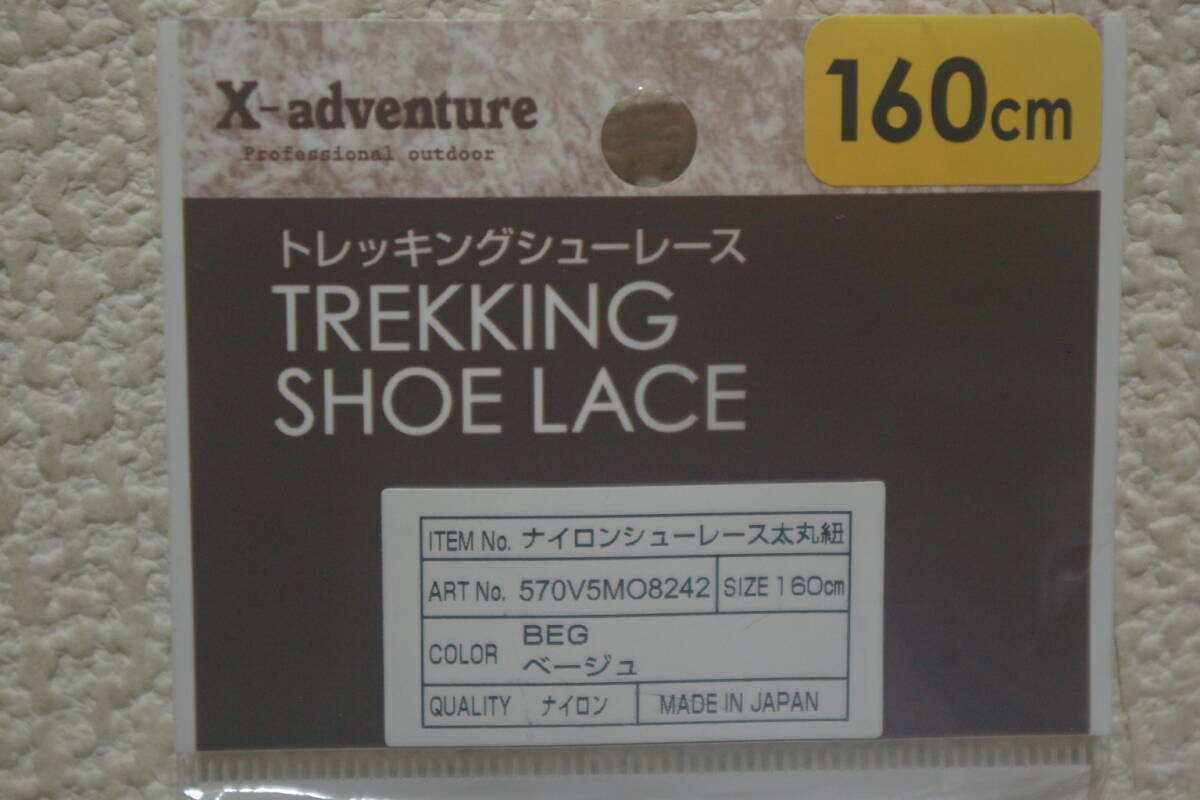 X-adventure
Professional outdoor
160cm
トレッキングシューレース
TREKKING
SHOE LACE
ITEM No. ナイロンシューレース太丸紐
ART No. 570V5MO8242 SIZE 160cm
COLOR BEG
ベージュ
QUALITY ナイロン MADE IN JAPAN